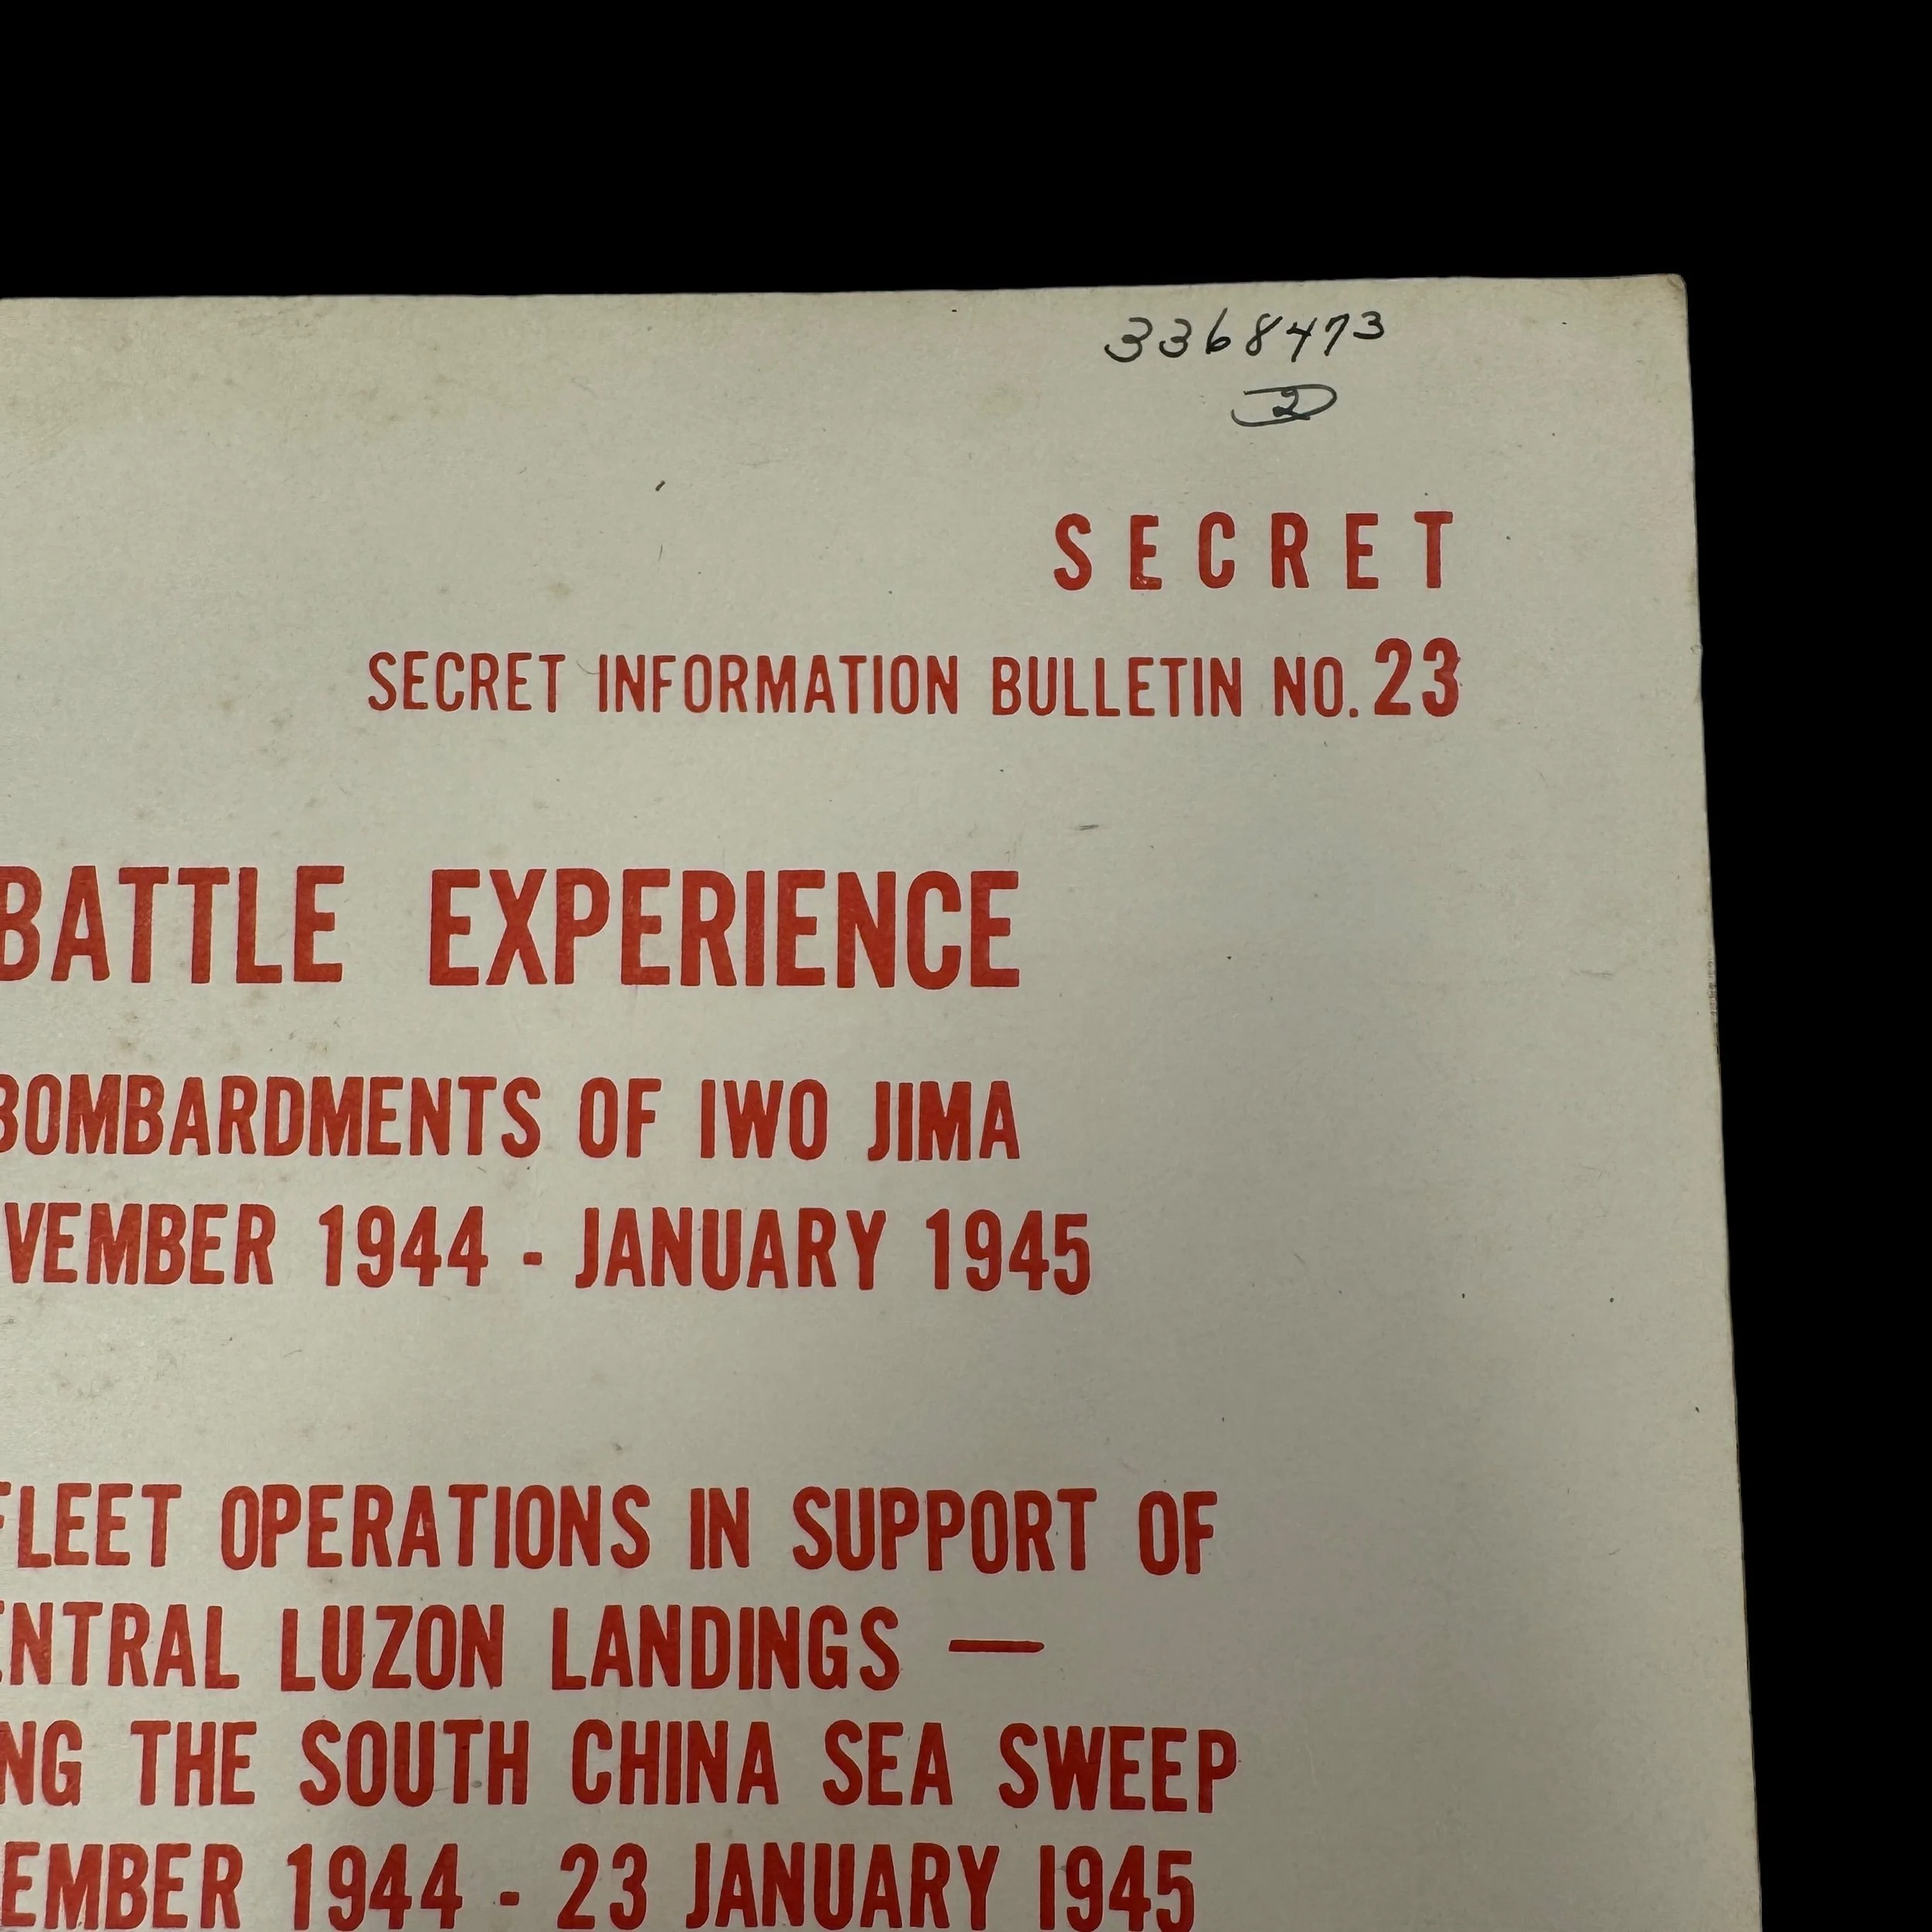 3368473
2
SECRET
SECRET INFORMATION BULLETIN NO. 23
BATTLE EXPERIENCE
BOMBARDMENTS OF IWO JIMA
VEMBER 1944 - JANUARY 1945
FLEET OPERATIONS IN SUPPORT OF
ENTRAL LUZON LANDINGS —
NG THE SOUTH CHINA SEA SWEEP
EMBER 1944 - 23 JANUARY 1945